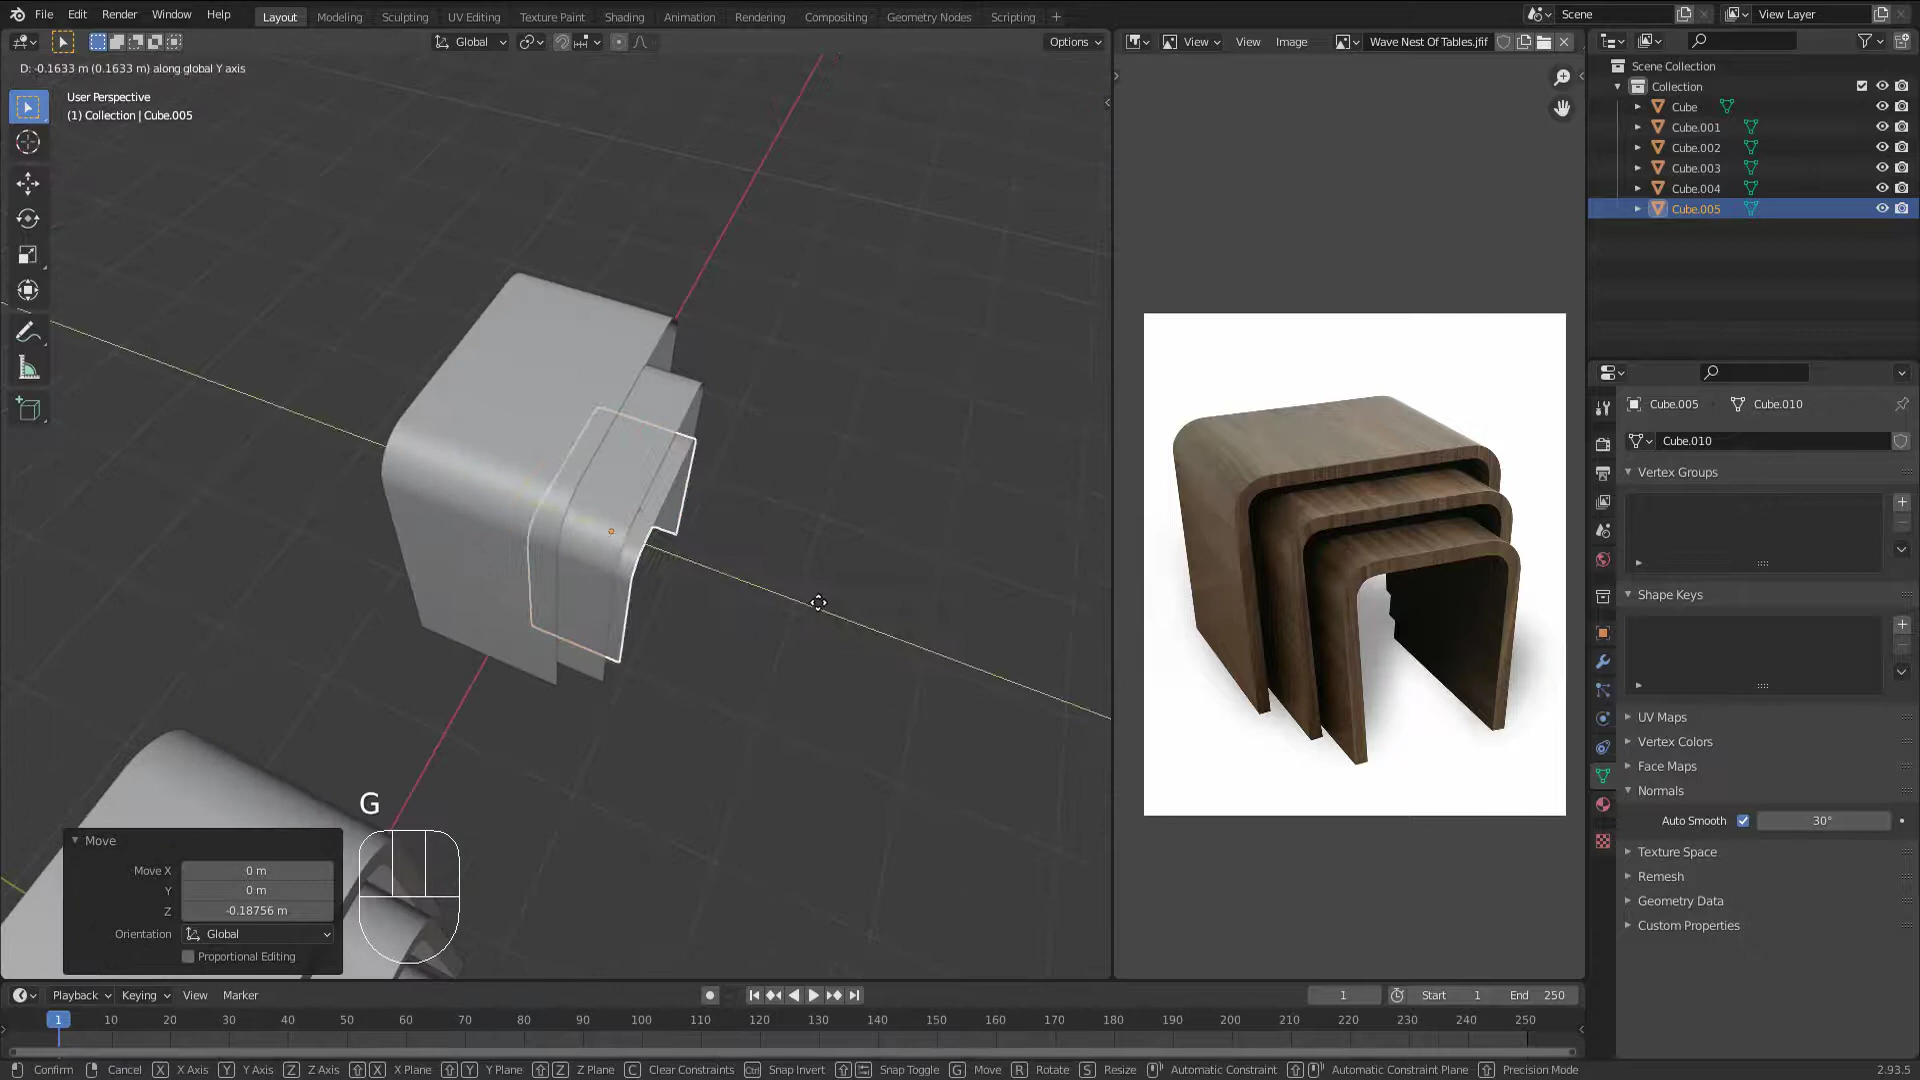 File Edit Render Window Help Layout Modeling Sculpting UV Editing Texture Paint Shading Animation Rendering Compositing Geometry Nodes Scripting + Scene View Layer
Global Options View View Image Wave Nest Of Tables.jfif
D: -0.1633 m (0.1633 m) along global Y axis
User Perspective
(1) Collection | Cube.005
Scene Collection
Collection
Cube
Cube.001
Cube.002
Cube.003
Cube.004
Cube.005
Cube.005 Cube.010
Cube.010
Vertex Groups
Shape Keys
UV Maps
Vertex Colors
Face Maps
Normals
Auto Smooth 30°
Texture Space
Remesh
Geometry Data
Custom Properties
G
Move
Move X 0 m
Y 0 m
Z -0.18756 m
Orientation Global
Proportional Editing
Playback Keying View Marker 1 Start 1 End 250
1 10 20 30 40 50 60 70 80 90 100 110 120 130 140 150 160 170 180 190 200 210 220 230 240 250
Confirm Cancel X X Axis Y Y Axis Z Z Axis X X Plane Y Y Plane Z Z Plane C Clear Constraints Ctrl Snap Invert Snap Toggle G Move R Rotate S Resize Automatic Constraint Automatic Constraint Plane Precision Mode 2.93.5